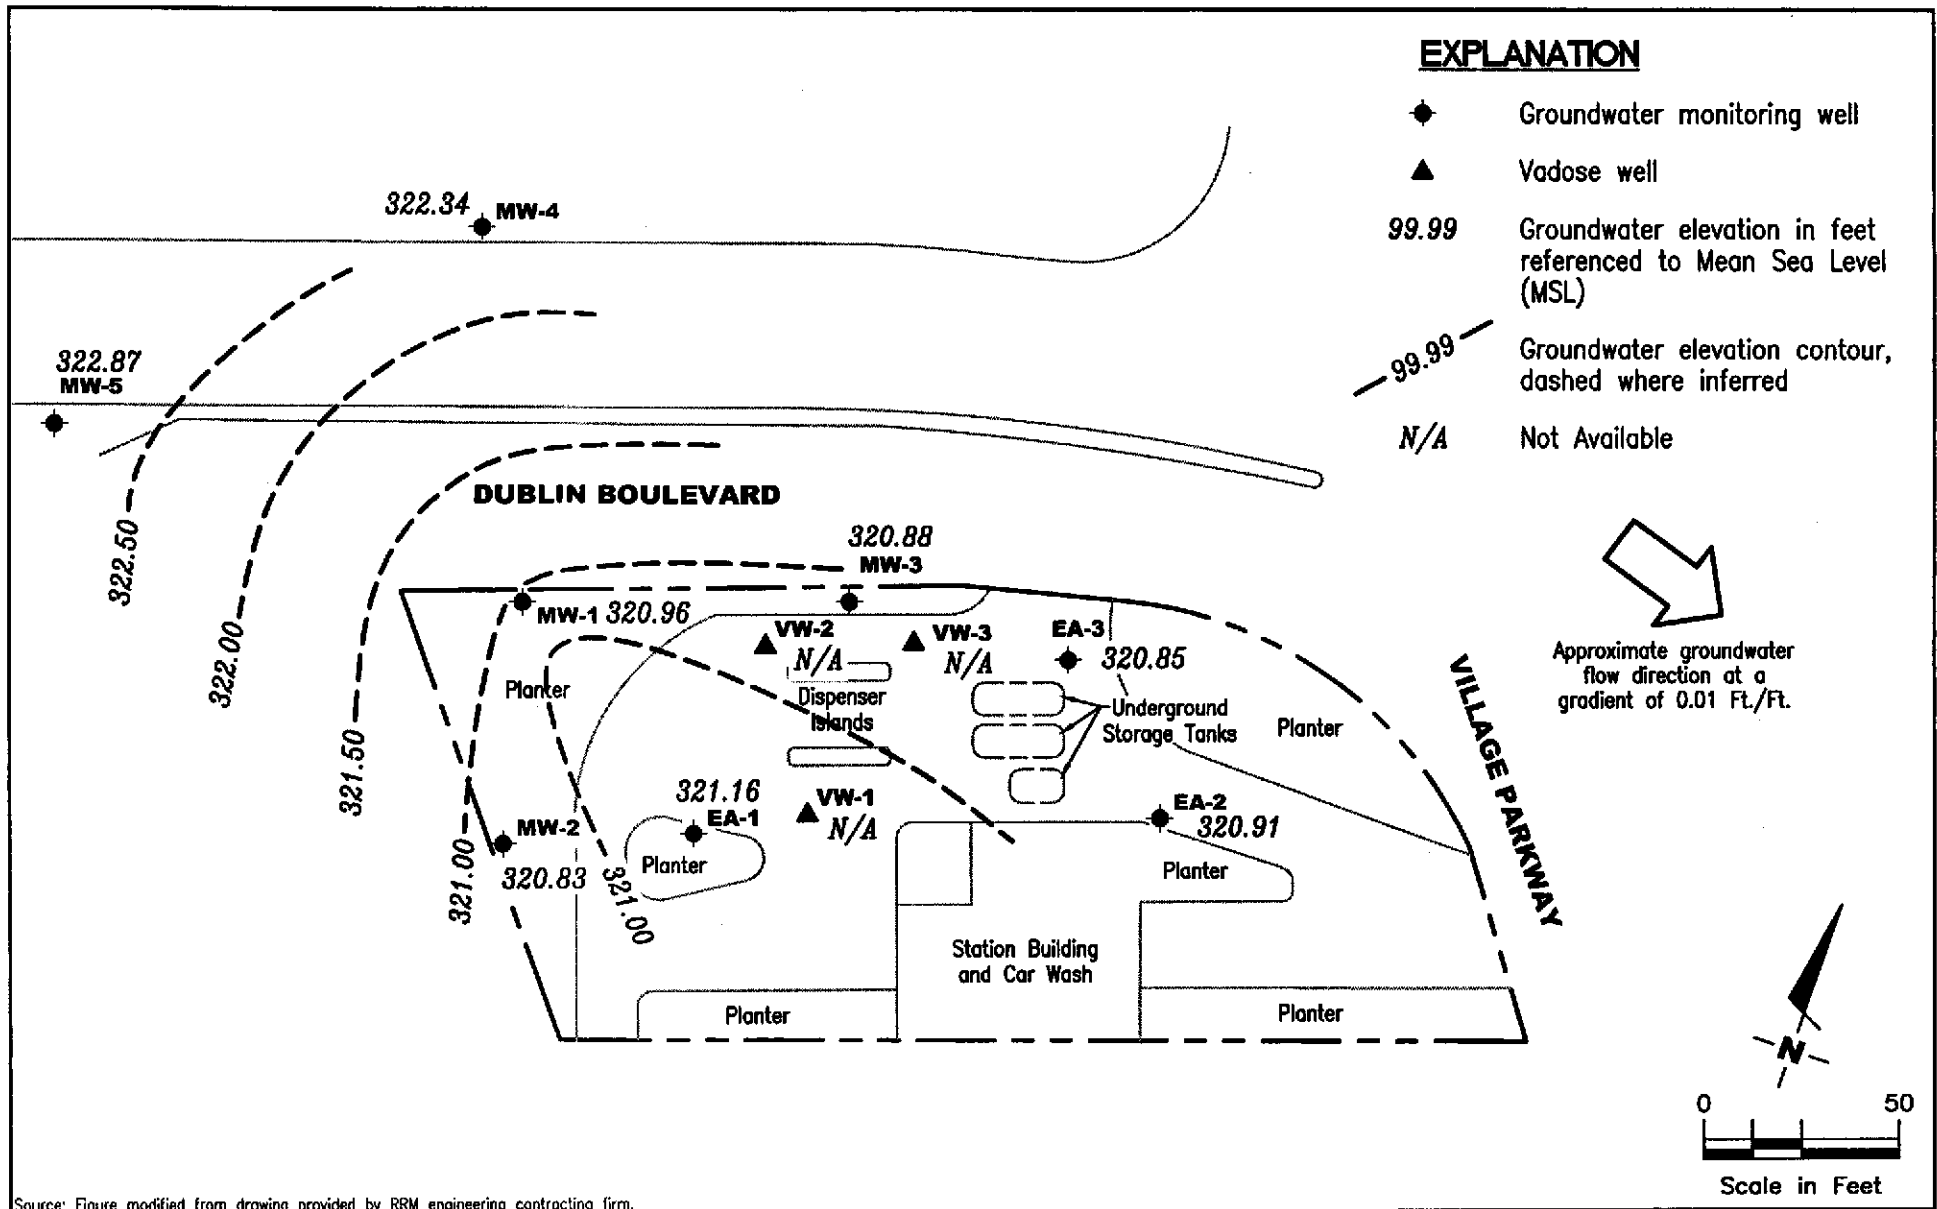 EXPLANATION
Groundwater monitoring well
Vadose well
99.99
Groundwater elevation in feet
referenced to Mean Sea Level
(MSL)
99.99
Groundwater elevation contour,
dashed where inferred
N/A
Not Available
322.34
MW-4
322.87
MW-5
322.50
322.00
321.50
321.00
DUBLIN BOULEVARD
320.88
MW-3
MW-1 320.96
VW-2
N/A
VW-3
N/A
EA-3
320.85
Planter
Dispenser
Islands
Underground
Storage Tanks
Planter
VILLAGE PARKWAY
Approximate groundwater
flow direction at a
gradient of 0.01 Ft./Ft.
321.16
EA-1
VW-1
N/A
EA-2
320.91
MW-2
320.83
Planter
321.00
Planter
Station Building
and Car Wash
Planter
Planter
N
0 50
Scale in Feet
Source: Figure modified from drawing provided by RRM engineering contracting firm.